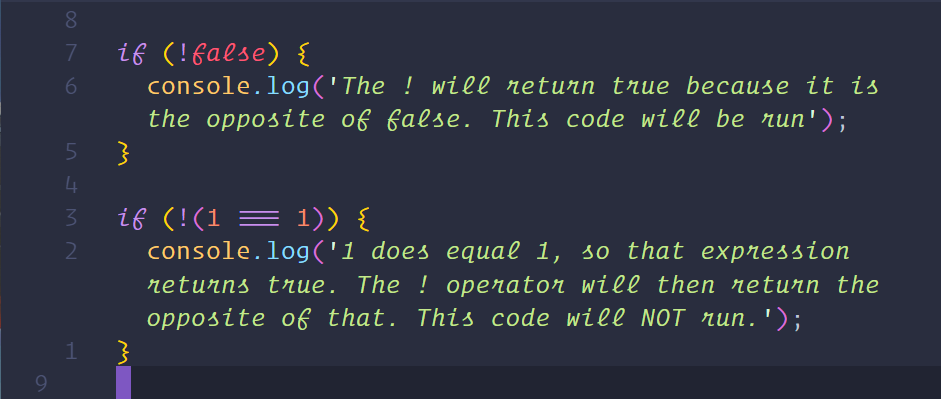 8
7 if (!false) {
6 console.log('The ! will return true because it is
the opposite of false. This code will be run');
5 }
4
3 if (!(1 === 1)) {
2 console.log('1 does equal 1, so that expression
returns true. The ! operator will then return the
opposite of that. This code will NOT run.');
1 }
9